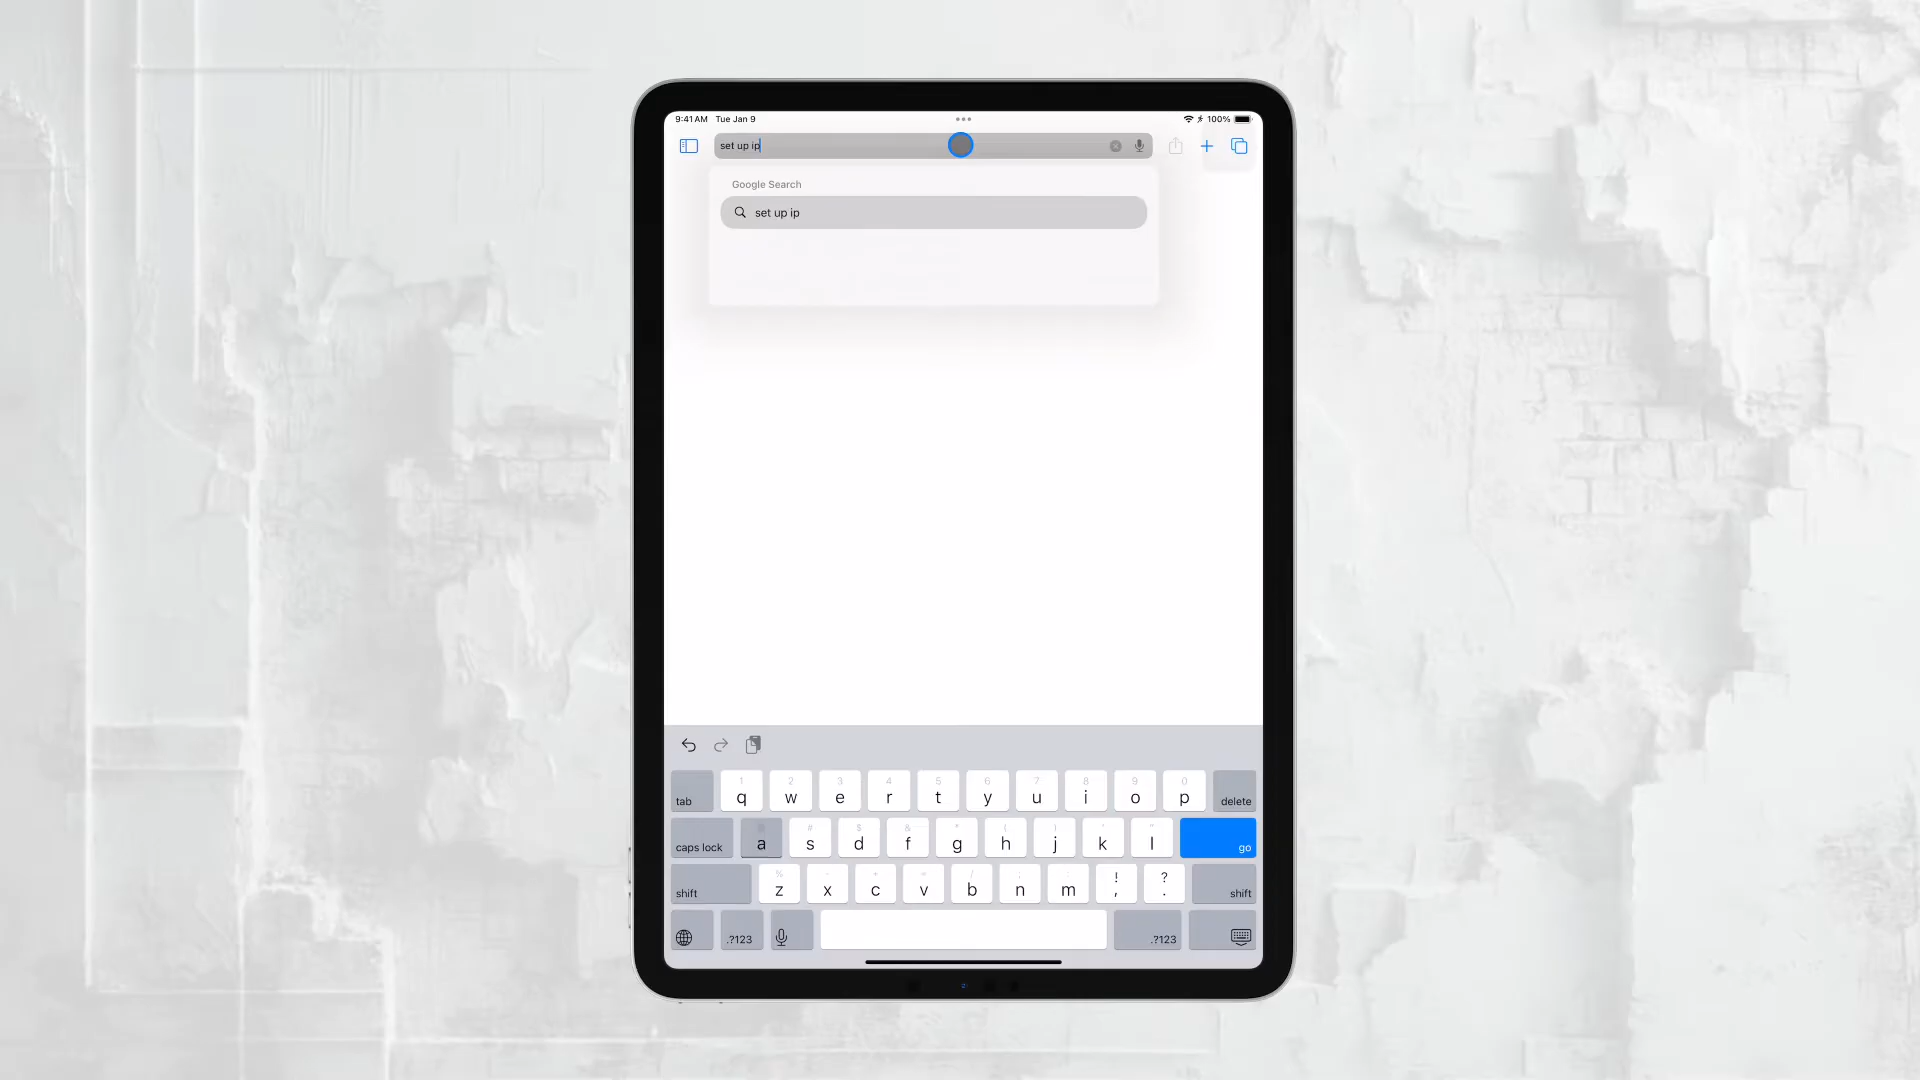 9:41 AM Tue Jan 9 100%
set up ip
Google Search
set up ip
1 2 3 4 5 6 7 8 9 0
tab q w e r t y u i o p delete
# $ & * ( ) ' "
caps lock a s d f g h j k l go
% - + = / ; : ! ?
shift z x c v b n m , . shift
.?123 .?123